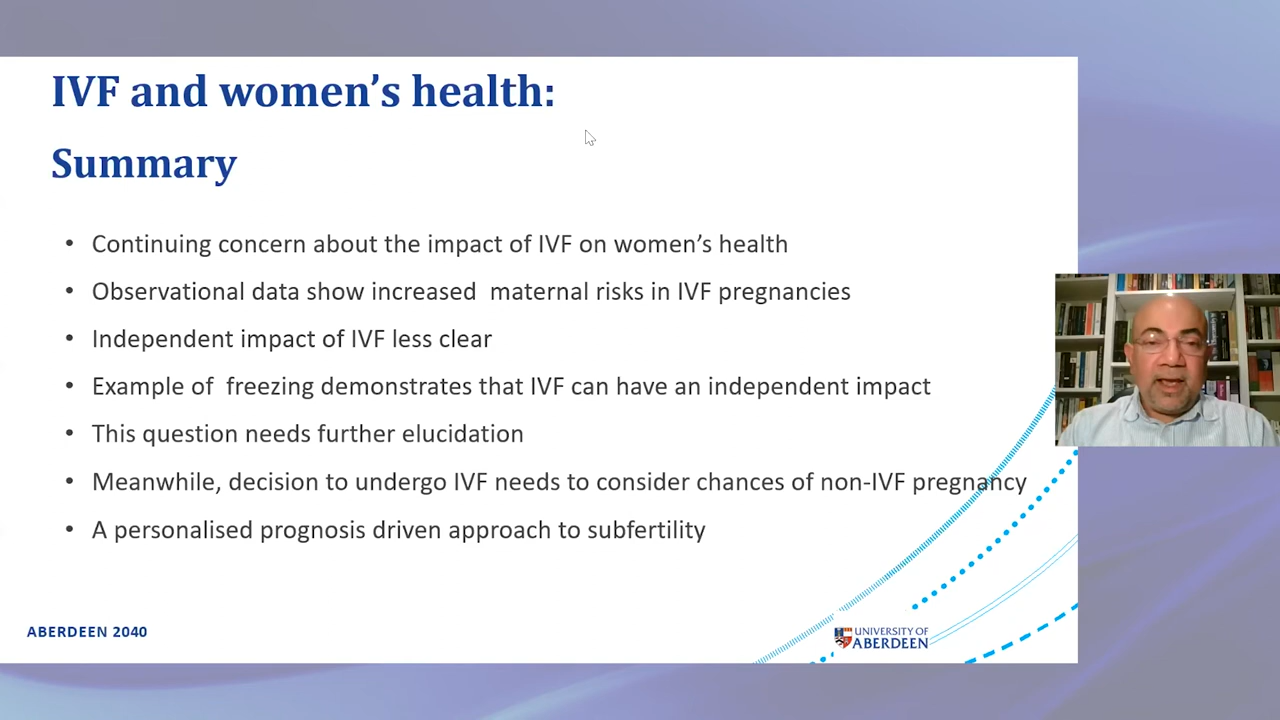 IVF and women’s health:
Summary
• Continuing concern about the impact of IVF on women’s health
• Observational data show increased  maternal risks in IVF pregnancies
• Independent impact of IVF less clear
• Example of  freezing demonstrates that IVF can have an independent impact
• This question needs further elucidation
• Meanwhile, decision to undergo IVF needs to consider chances of non-IVF pregnancy
• A personalised prognosis driven approach to subfertility
ABERDEEN 2040
UNIVERSITY OF
ABERDEEN